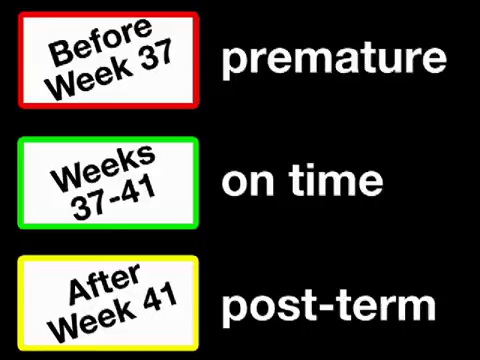 Before
Week 37
premature
Weeks
37-41
on time
After
Week 41
post-term